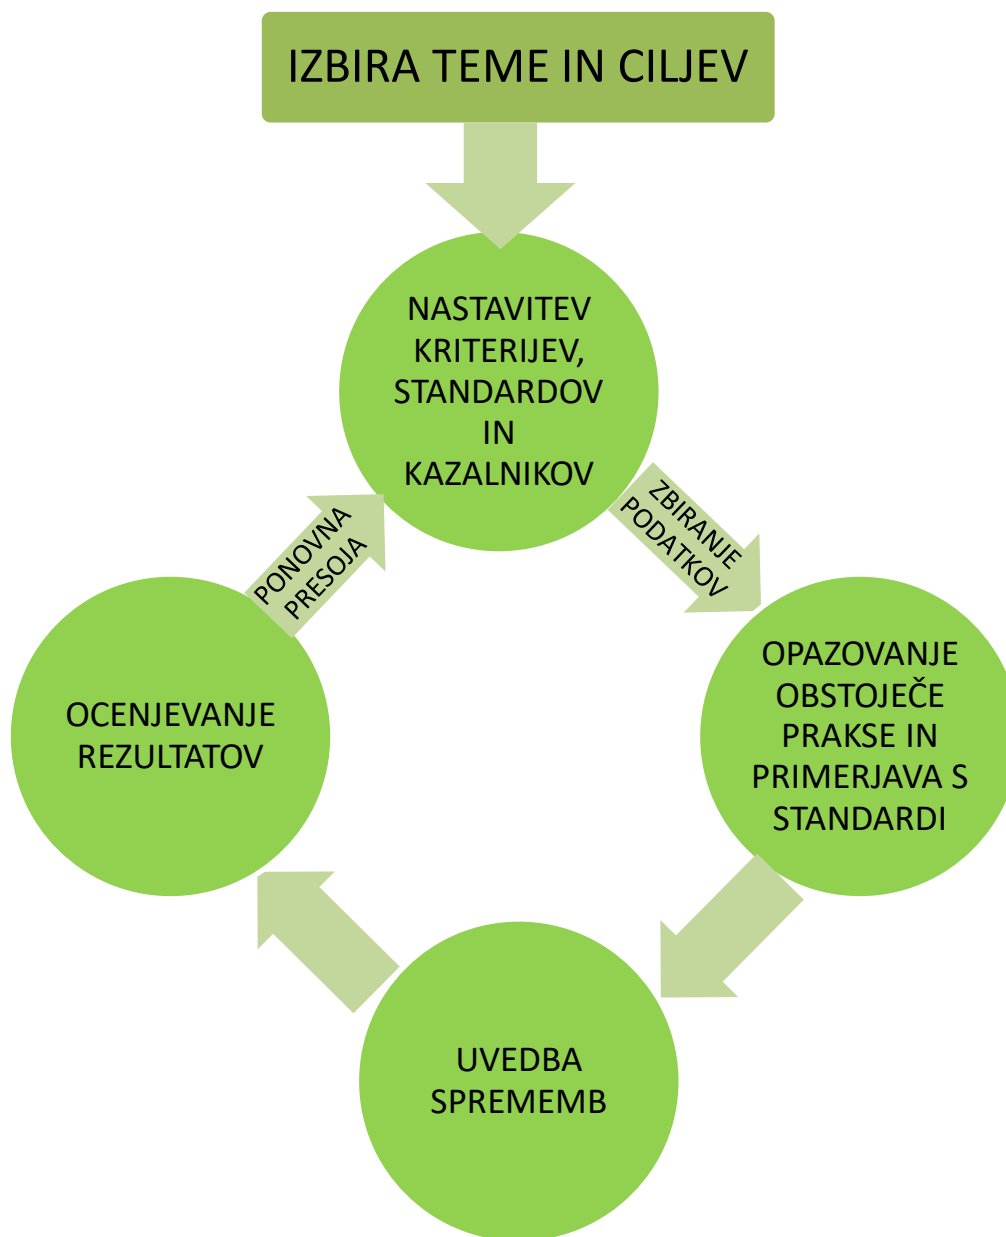 IZBIRA TEME IN CILJEV
NASTAVITEV
KRITERIJEV,
STANDARDOV
IN
KAZALNIKOV
ZBIRANJE
PODATKOV
OPAZOVANJE
OBSTOJEČE
PRAKSE IN
PRIMERJAVA S
STANDARDI
UVEDBA
SPREMEMB
OCENJEVANJE
REZULTATOV
PONOVNA
PRESOJA